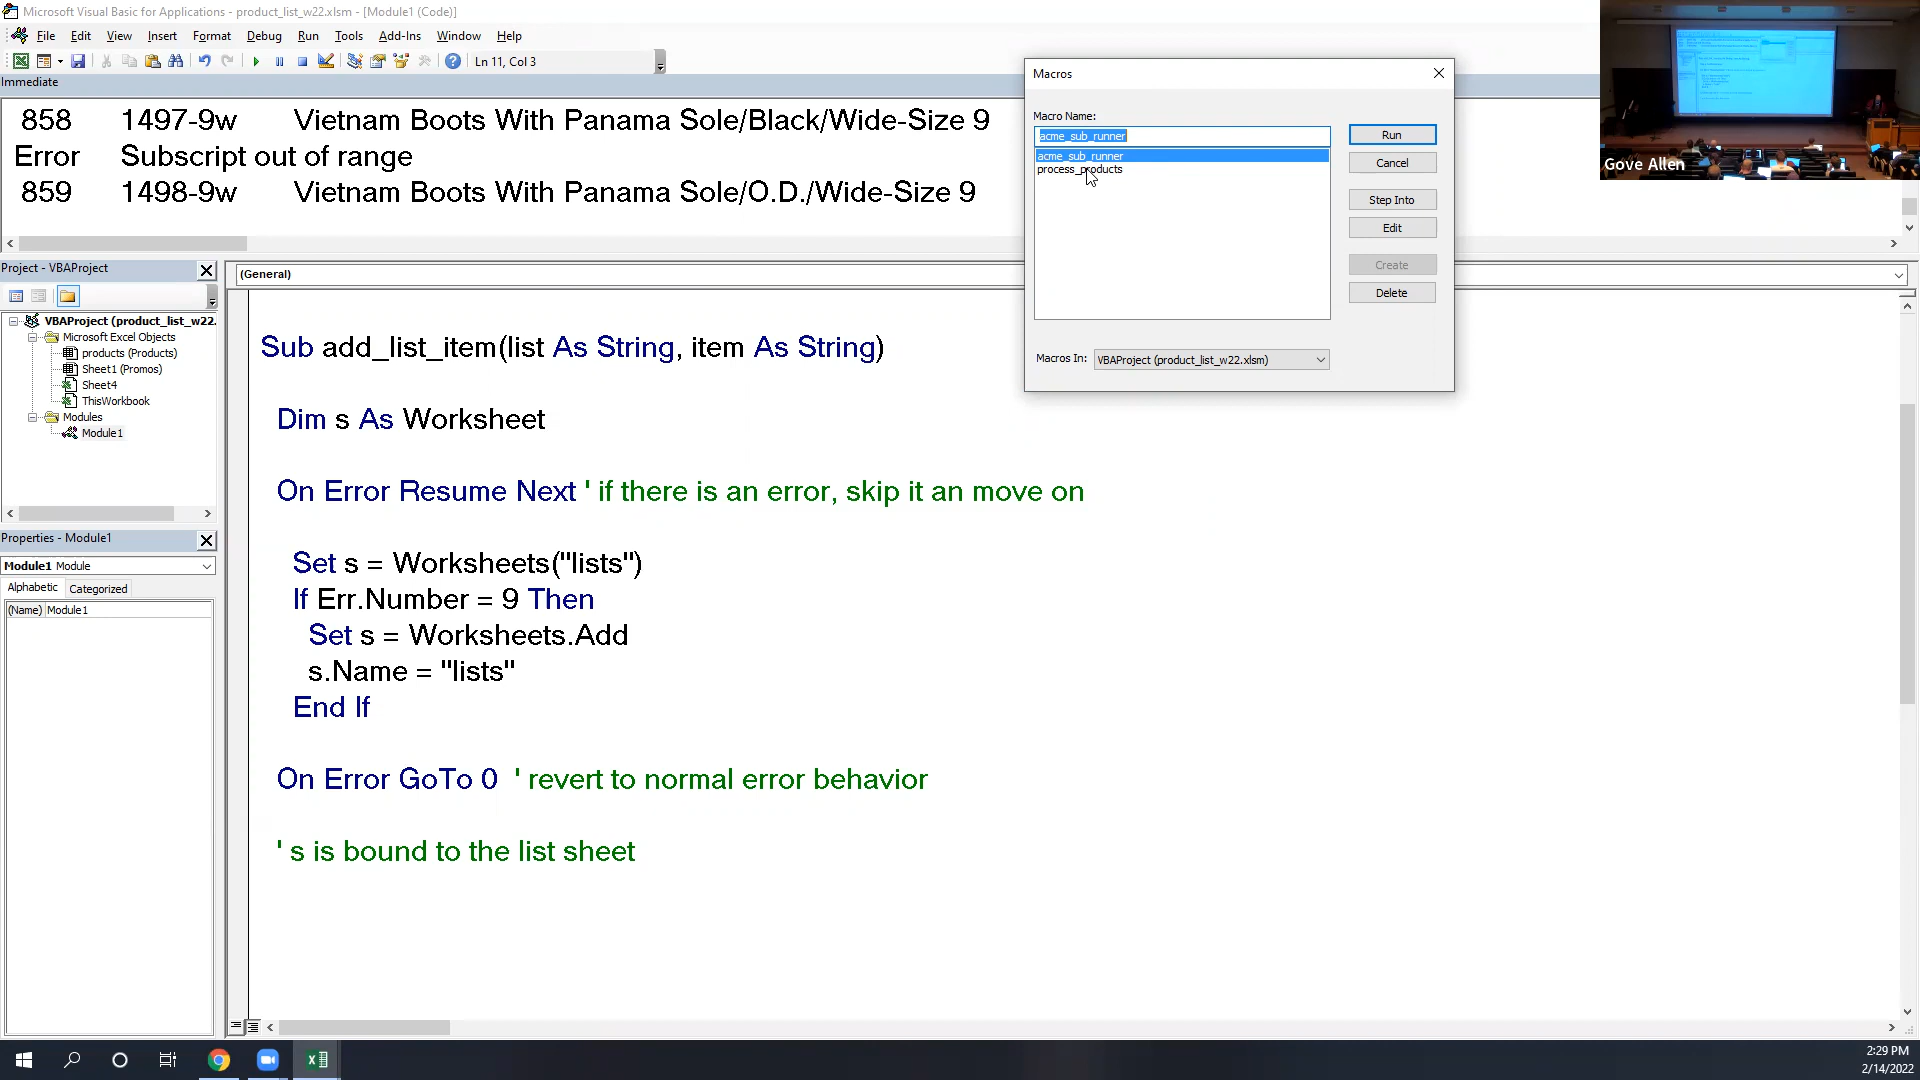 Microsoft Visual Basic for Applications - product_list_w22.xlsm - [Module1 (Code)]
File Edit View Insert Format Debug Run Tools Add-Ins Window Help
Ln 11, Col 3
Immediate
858 1497-9w Vietnam Boots With Panama Sole/Black/Wide-Size 9
Error Subscript out of range
859 1498-9w Vietnam Boots With Panama Sole/O.D./Wide-Size 9
Project - VBAProject
VBAProject (product_list_w22.
Microsoft Excel Objects
products (Products)
Sheet1 (Promos)
Sheet4
ThisWorkbook
Modules
Module1
Properties - Module1
Module1 Module
Alphabetic Categorized
(Name) Module1
(General)
Sub add_list_item(list As String, item As String)
Dim s As Worksheet
On Error Resume Next ' if there is an error, skip it an move on
Set s = Worksheets("lists")
If Err.Number = 9 Then
Set s = Worksheets.Add
s.Name = "lists"
End If
On Error GoTo 0 ' revert to normal error behavior
' s is bound to the list sheet
Macros
Macro Name:
acme_sub_runner
acme_sub_runner
process_products
Run
Cancel
Step Into
Edit
Create
Delete
Macros In: VBAProject (product_list_w22.xlsm)
Gove Allen
2:29 PM
2/14/2022